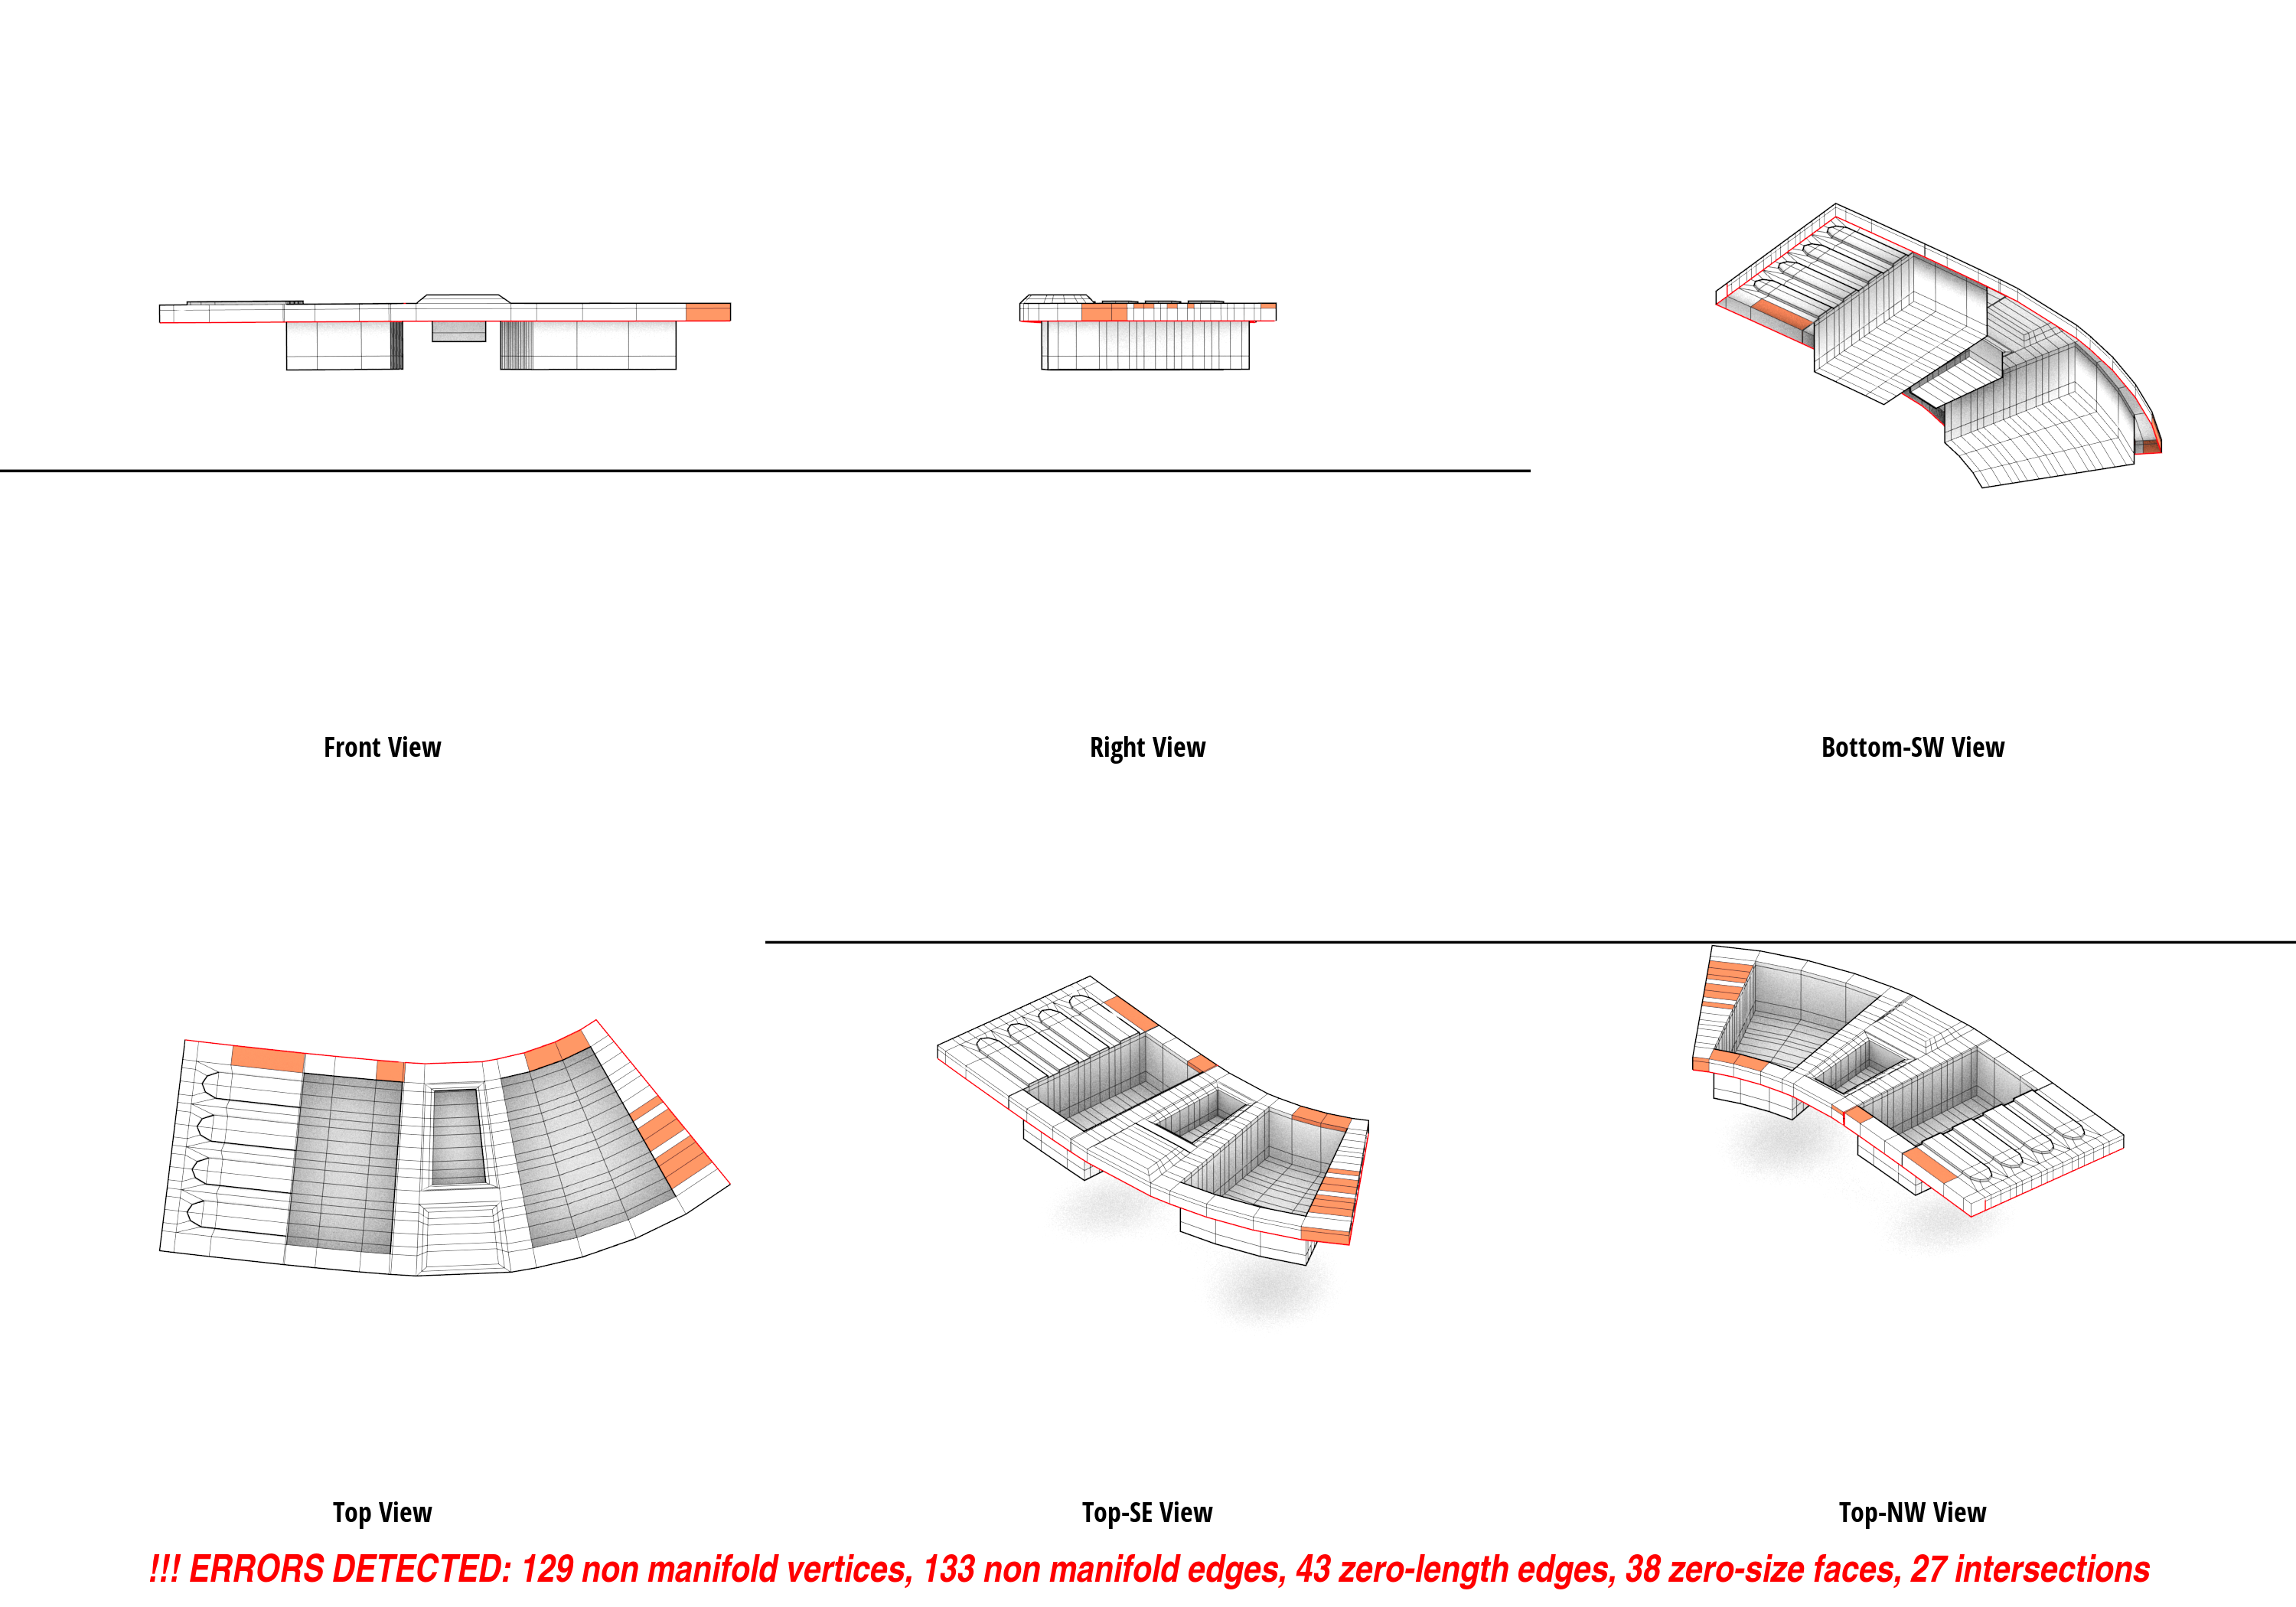 Front View
Right View
Bottom-SW View
Top View
Top-SE View
Top-NW View
!!! ERRORS DETECTED: 129 non manifold vertices, 133 non manifold edges, 43 zero-length edges, 38 zero-size faces, 27 intersections